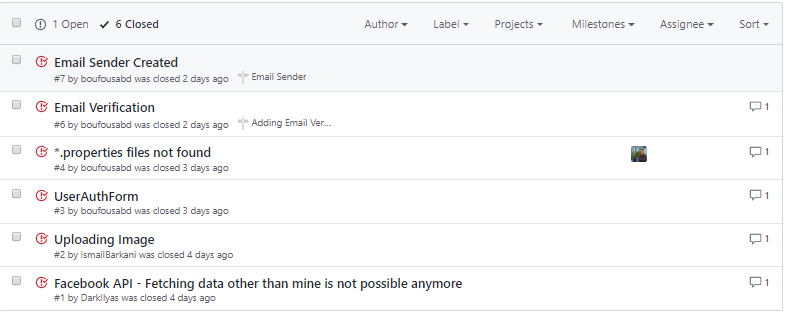 1 Open 6 Closed Author Label Projects Milestones Assignee Sort
Email Sender Created
#7 by boufousabd was closed 2 days ago Email Sender
Email Verification 1
#6 by boufousabd was closed 2 days ago Adding Email Ver...
*.properties files not found 1
#4 by boufousabd was closed 3 days ago
UserAuthForm 1
#3 by boufousabd was closed 3 days ago
Uploading Image 1
#2 by IsmailBarkani was closed 4 days ago
Facebook API - Fetching data other than mine is not possible anymore 1
#1 by DarkIlyas was closed 4 days ago